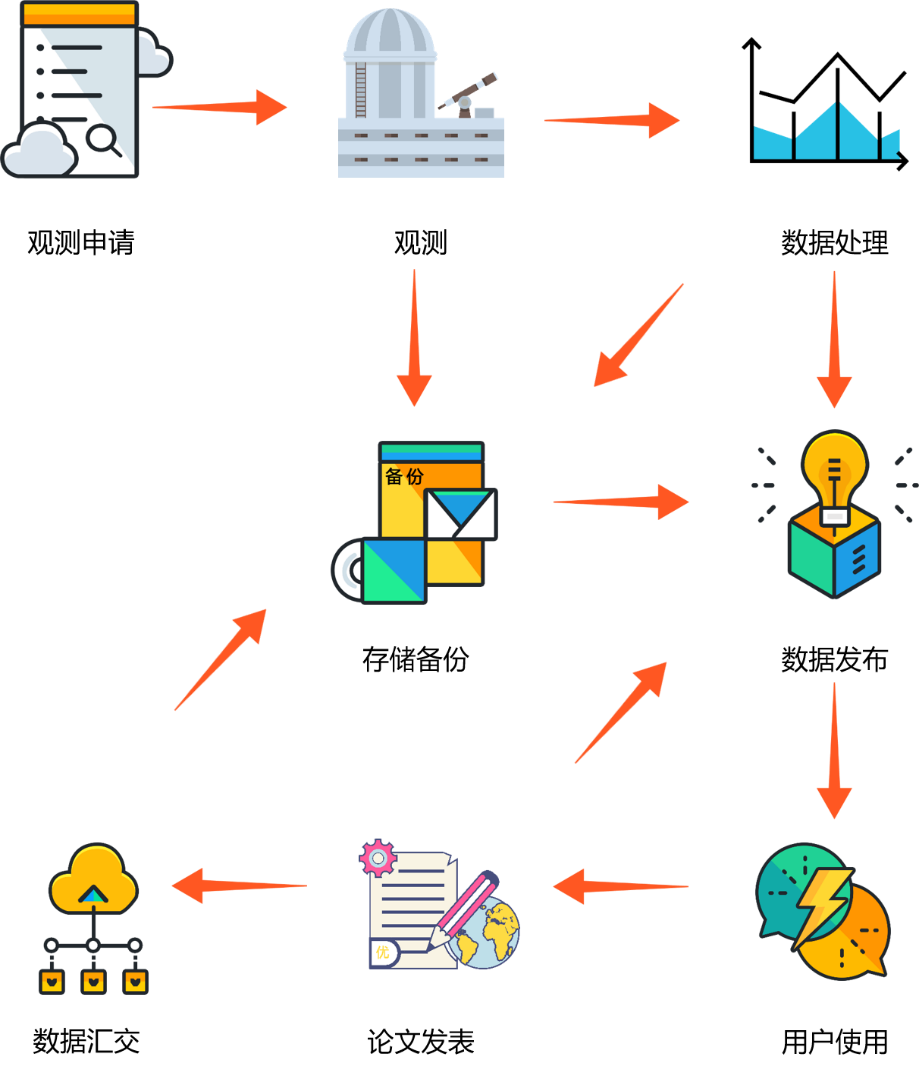 观测申请
观测
数据处理
备份
存储备份
数据发布
优
数据汇交
论文发表
用户使用